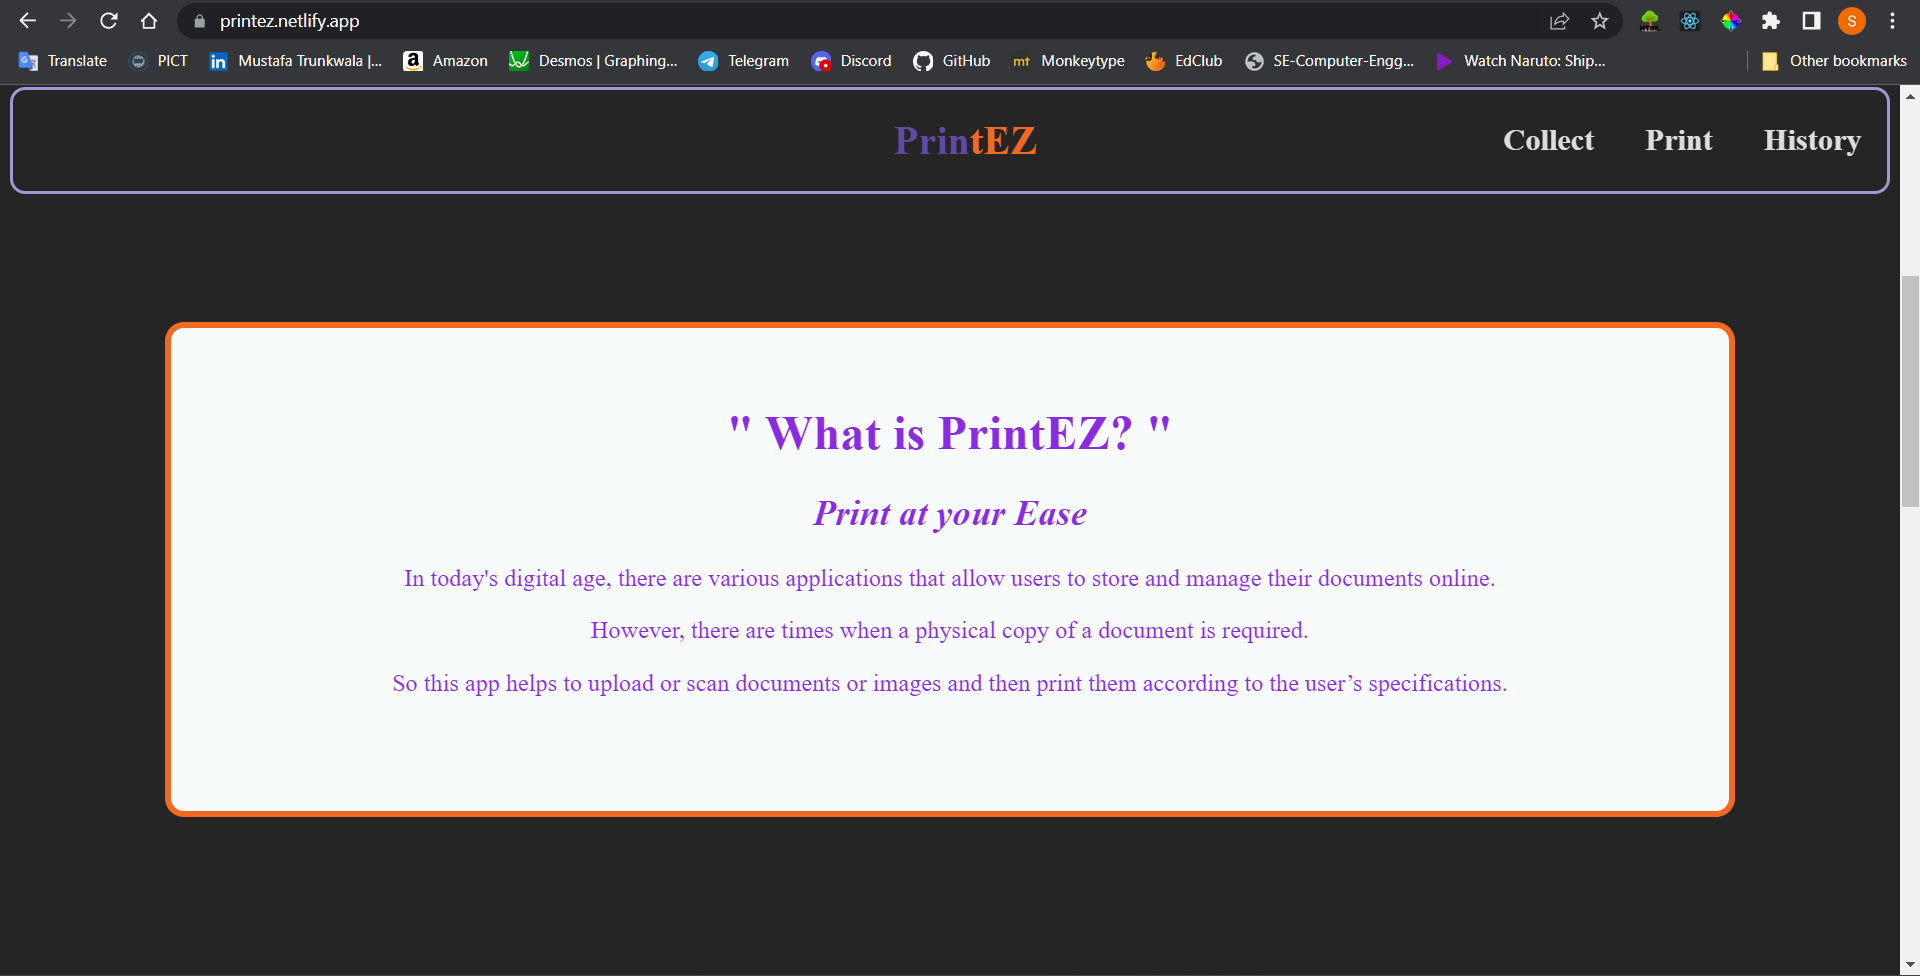 printez.netlify.app
S
Translate PICT Mustafa Trunkwala |... Amazon Desmos | Graphing... Telegram Discord GitHub mt Monkeytype EdClub SE-Computer-Engg... Watch Naruto: Ship... Other bookmarks
PrintEZ Collect Print History
" What is PrintEZ? "
Print at your Ease
In today's digital age, there are various applications that allow users to store and manage their documents online.
However, there are times when a physical copy of a document is required.
So this app helps to upload or scan documents or images and then print them according to the user’s specifications.